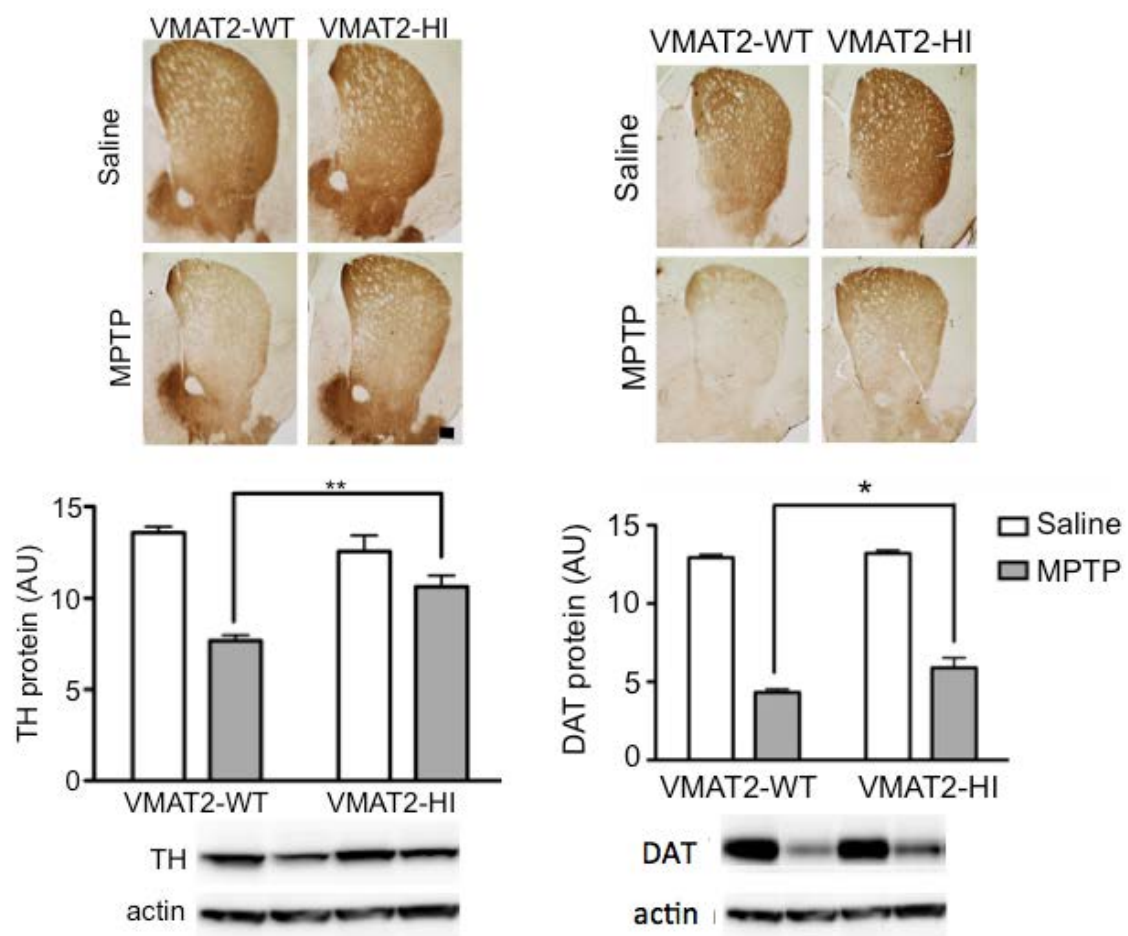 VMAT2-WT VMAT2-HI
Saline
MPTP
**
15
10
5
0
TH protein (AU)
VMAT2-WT VMAT2-HI
TH
actin
VMAT2-WT VMAT2-HI
Saline
MPTP
*
15
10
5
0
DAT protein (AU)
Saline
MPTP
VMAT2-WT VMAT2-HI
DAT
actin